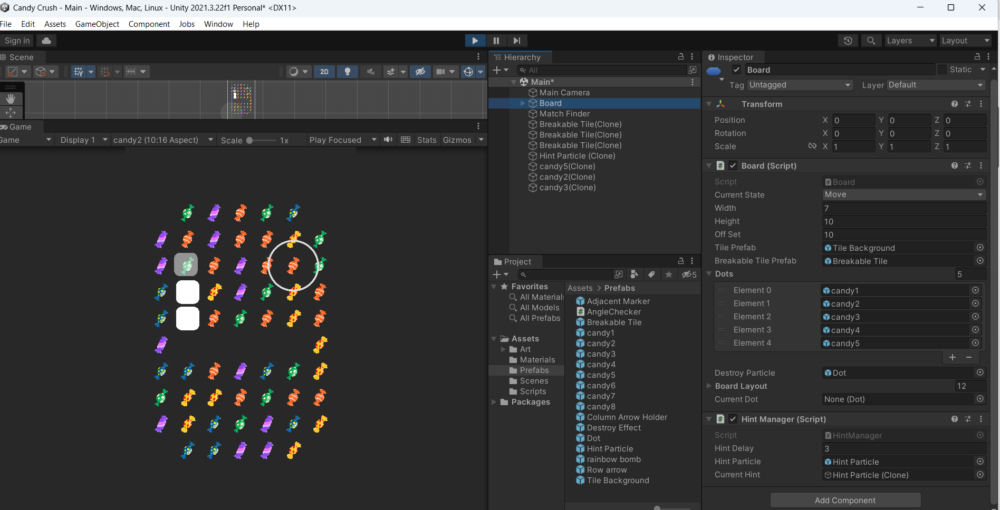 Candy Crush - Main - Windows, Mac, Linux - Unity 2021.3.22f1 Personal* <DX11>
File Edit Assets GameObject Component Jobs Window Help
Sign in
Layers Layout
Scene
2D
Game
Game Display 1 candy2 (10:16 Aspect) Scale 1x Play Focused Stats Gizmos
Hierarchy
All
Main*
Main Camera
Board
Match Finder
Breakable Tile(Clone)
Breakable Tile(Clone)
Breakable Tile(Clone)
Hint Particle (Clone)
candy5(Clone)
candy2(Clone)
candy3(Clone)
Project
5
Favorites
All Materials
All Models
All Prefabs
Assets
Art
Materials
Prefabs
Scenes
Scripts
Packages
Assets > Prefabs
Adjacent Marker
AngleChecker
Breakable Tile
candy1
candy2
candy3
candy4
candy5
candy6
candy7
candy8
Column Arrow Holder
Destroy Effect
Dot
Hint Particle
rainbow bomb
Row arrow
Tile Background
Inspector
Board Static
Tag Untagged Layer Default
Transform
Position X 0 Y 0 Z 0
Rotation X 0 Y 0 Z 0
Scale X 1 Y 1 Z 1
Board (Script)
Script Board
Current State Move
Width 7
Height 10
Off Set 10
Tile Prefab Tile Background
Breakable Tile Prefab Breakable Tile
Dots 5
Element 0 candy1
Element 1 candy2
Element 2 candy3
Element 3 candy4
Element 4 candy5
Destroy Particle Dot
Board Layout 12
Current Dot None (Dot)
Hint Manager (Script)
Script HintManager
Hint Delay 3
Hint Particle Hint Particle
Current Hint Hint Particle (Clone)
Add Component